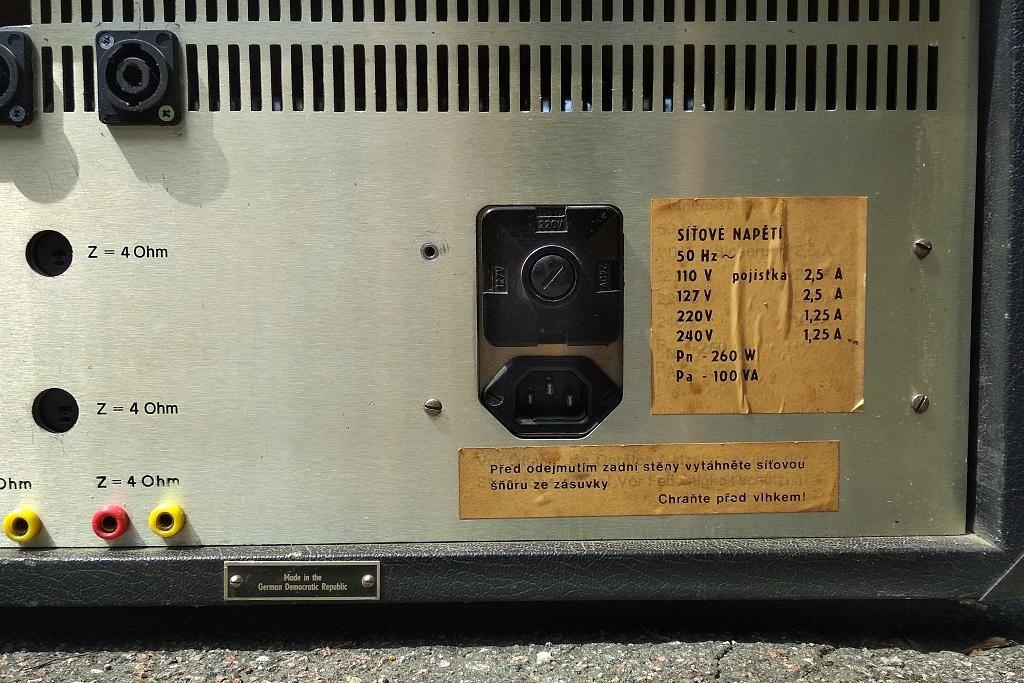 Z = 4 Ohm
220V
127V
240V
SÍŤOVÉ NAPĚTÍ
50 Hz ~
110 V pojistka 2,5 A
127 V 2,5 A
220V 1,25 A
240V 1,25 A
Pn - 260 W
Pa - 100 VA
Z = 4 Ohm
Před odejmutím zadní stěny vytáhněte síťovou
šňůru ze zásuvky
Chraňte před vlhkem!
Ohm
Z = 4 Ohm
Made in the
German Democratic Republic